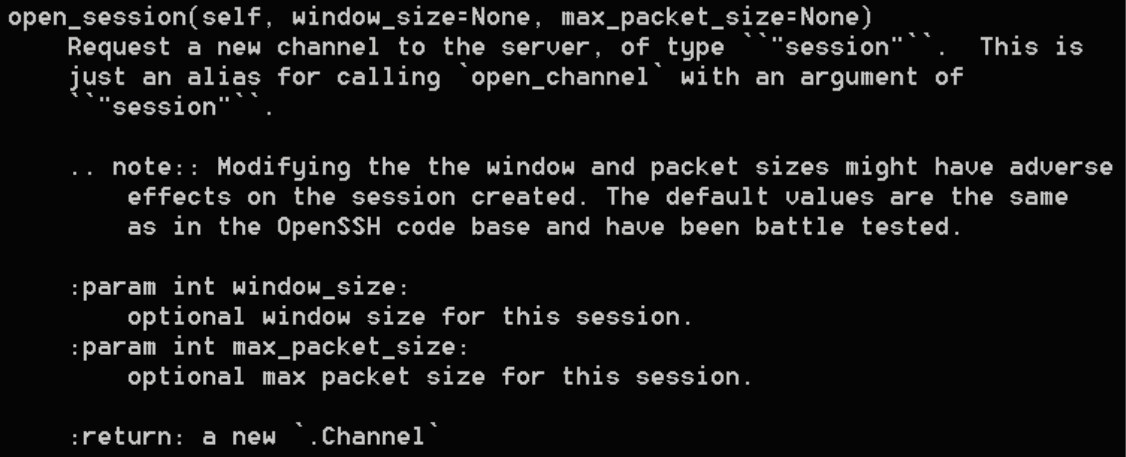 open_session(self, window_size=None, max_packet_size=None)
Request a new channel to the server, of type ``"session"``.  This is
just an alias for calling `open_channel` with an argument of
``"session"``.
.. note:: Modifying the the window and packet sizes might have adverse
effects on the session created. The default values are the same
as in the OpenSSH code base and have been battle tested.
:param int window_size:
optional window size for this session.
:param int max_packet_size:
optional max packet size for this session.
:return: a new `.Channel`